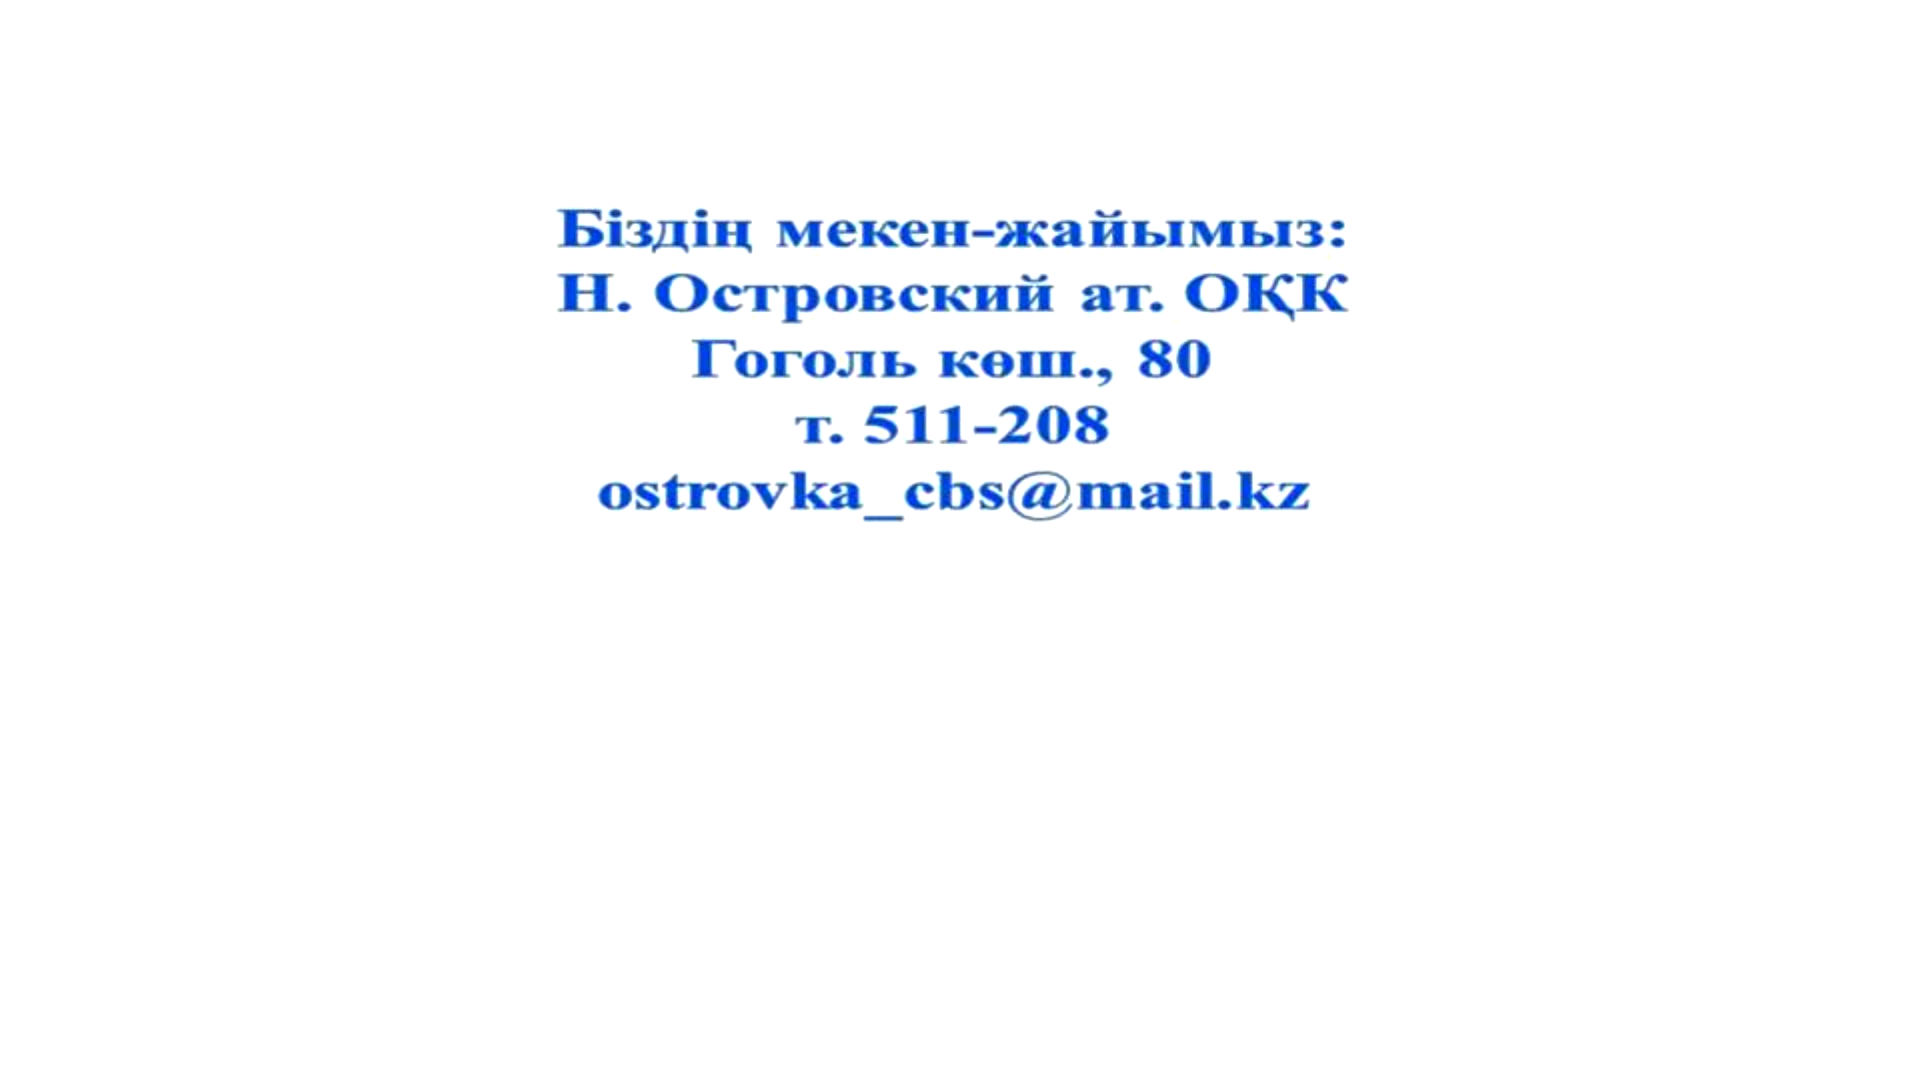 Біздің мекен-жайымыз:
Н. Островский ат. ОҚК
Гоголь көш., 80
т. 511-208
ostrovka_cbs@mail.kz